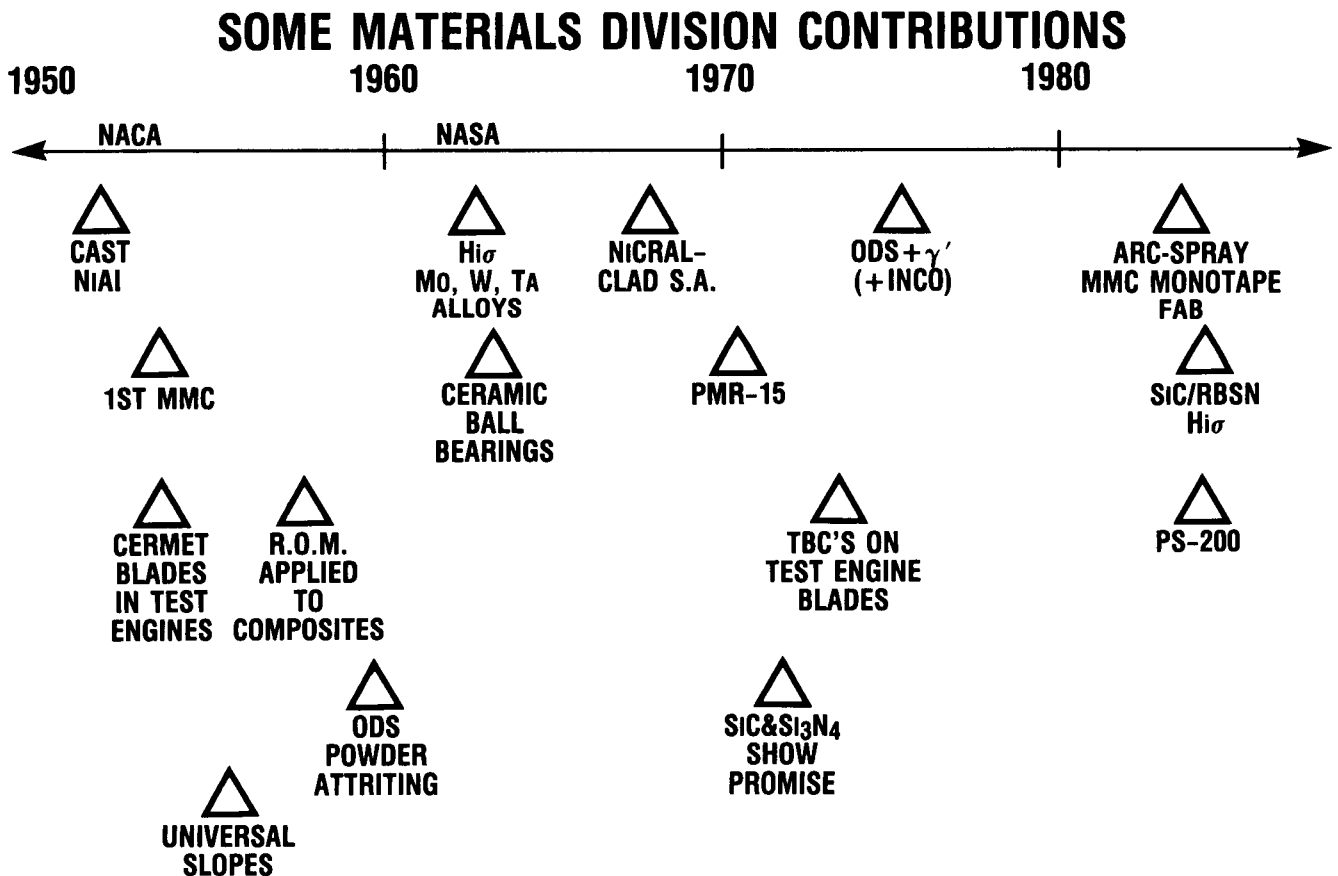 SOME MATERIALS DIVISION CONTRIBUTIONS
1950 1960 1970 1980
NACA NASA
CAST
NiAl
Hiσ
Mo, W, Ta
ALLOYS
NiCRAL-
CLAD S.A.
ODS+γ′
(+INCO)
ARC-SPRAY
MMC MONOTAPE
FAB
1ST MMC
CERAMIC
BALL
BEARINGS
PMR-15
SiC/RBSN
Hiσ
CERMET
BLADES
IN TEST
ENGINES
R.O.M.
APPLIED
TO
COMPOSITES
TBC'S ON
TEST ENGINE
BLADES
PS-200
ODS
POWDER
ATTRITING
SiC&Si₃N₄
SHOW
PROMISE
UNIVERSAL
SLOPES